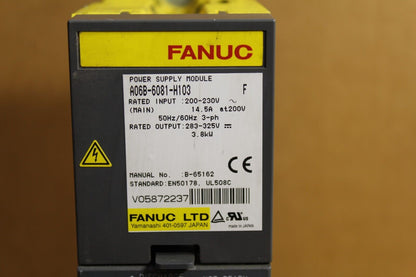 FANUC
POWER SUPPLY MODULE
A06B-6081-H103 F
RATED INPUT :200-230V ~
(MAIN) 14.5A at200V
50Hz/60Hz 3-ph
RATED OUTPUT:283-325V ⎓
3.8kW
MANUAL No. :B-65162
STANDARD:EN50178, UL508C
CE
V05872237
FANUC LTD
Yamanashi 401-0597 JAPAN
c UL US
MADE IN JAPAN